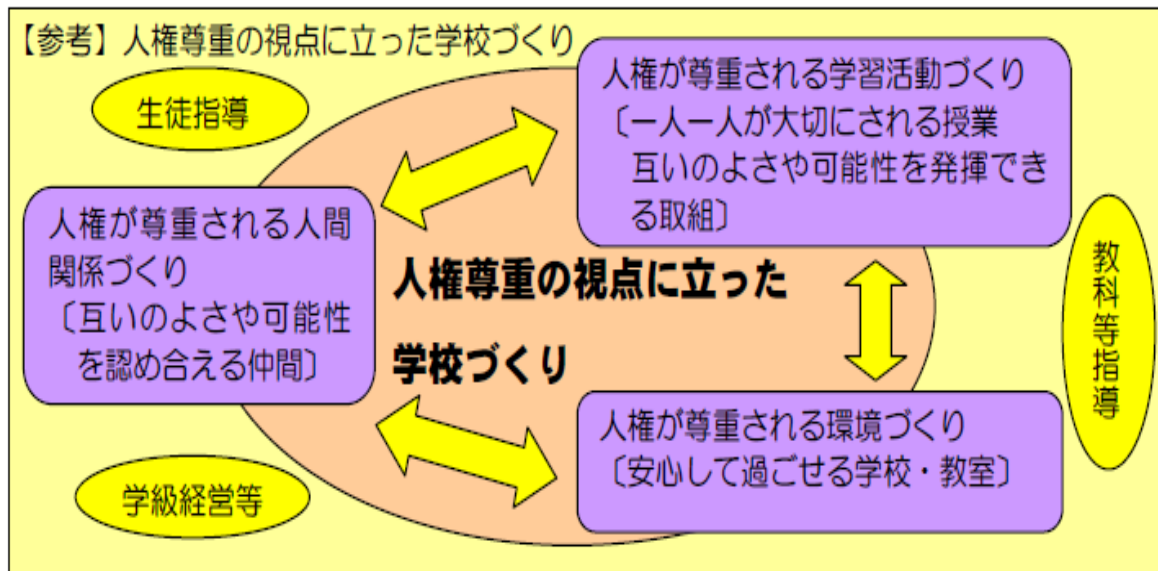 【参考】人権尊重の視点に立った学校づくり
生徒指導
人権が尊重される学習活動づくり
〔一人一人が大切にされる授業
互いのよさや可能性を発揮でき
る取組〕
人権が尊重される人間
関係づくり
〔互いのよさや可能性
を認め合える仲間〕
人権尊重の視点に立った
学校づくり
教科等指導
人権が尊重される環境づくり
〔安心して過ごせる学校・教室〕
学級経営等